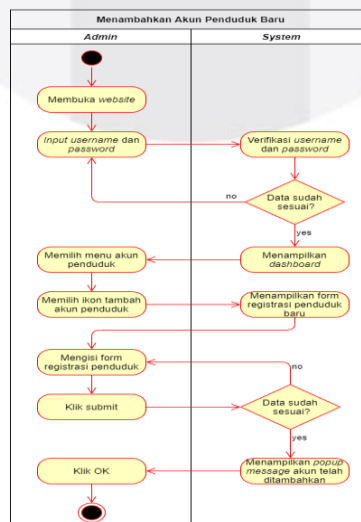 Menambahkan Akun Penduduk Baru
Admin
System
Membuka website
Input username dan
password
Verifikasi username
dan password
no
Data sudah
sesuai?
yes
Memilih menu akun
penduduk
Menampilkan
dashboard
Memilih ikon tambah
akun penduduk
Menampilkan form
registrasi penduduk
baru
Mengisi form
registrasi penduduk
no
Klik submit
Data sudah
sesuai?
yes
Klik OK
Menampilkan popup
message akun telah
ditambahkan